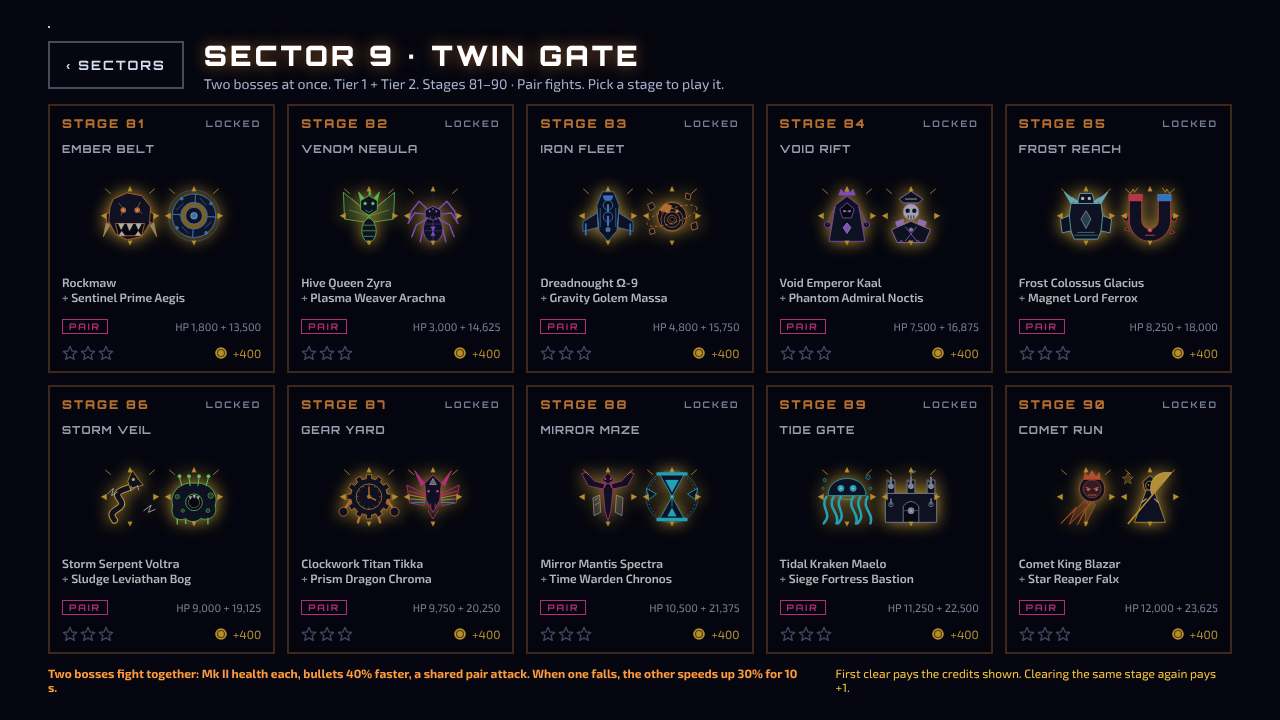 ‹ SECTORS
SECTOR 9 · TWIN GATE
Two bosses at once. Tier 1 + Tier 2. Stages 81–90 · Pair fights. Pick a stage to play it.
STAGE 81 LOCKED
EMBER BELT
Rockmaw
+ Sentinel Prime Aegis
PAIR HP 1,800 + 13,500
+400
STAGE 82 LOCKED
VENOM NEBULA
Hive Queen Zyra
+ Plasma Weaver Arachna
PAIR HP 3,000 + 14,625
+400
STAGE 83 LOCKED
IRON FLEET
Dreadnought Ω-9
+ Gravity Golem Massa
PAIR HP 4,800 + 15,750
+400
STAGE 84 LOCKED
VOID RIFT
Void Emperor Kaal
+ Phantom Admiral Noctis
PAIR HP 7,500 + 16,875
+400
STAGE 85 LOCKED
FROST REACH
Frost Colossus Glacius
+ Magnet Lord Ferrox
PAIR HP 8,250 + 18,000
+400
STAGE 86 LOCKED
STORM VEIL
Storm Serpent Voltra
+ Sludge Leviathan Bog
PAIR HP 9,000 + 19,125
+400
STAGE 87 LOCKED
GEAR YARD
Clockwork Titan Tikka
+ Prism Dragon Chroma
PAIR HP 9,750 + 20,250
+400
STAGE 88 LOCKED
MIRROR MAZE
Mirror Mantis Spectra
+ Time Warden Chronos
PAIR HP 10,500 + 21,375
+400
STAGE 89 LOCKED
TIDE GATE
Tidal Kraken Maelo
+ Siege Fortress Bastion
PAIR HP 11,250 + 22,500
+400
STAGE 90 LOCKED
COMET RUN
Comet King Blazar
+ Star Reaper Falx
PAIR HP 12,000 + 23,625
+400
Two bosses fight together: Mk II health each, bullets 40% faster, a shared pair attack. When one falls, the other speeds up 30% for 10
s.
First clear pays the credits shown. Clearing the same stage again pays
+1.